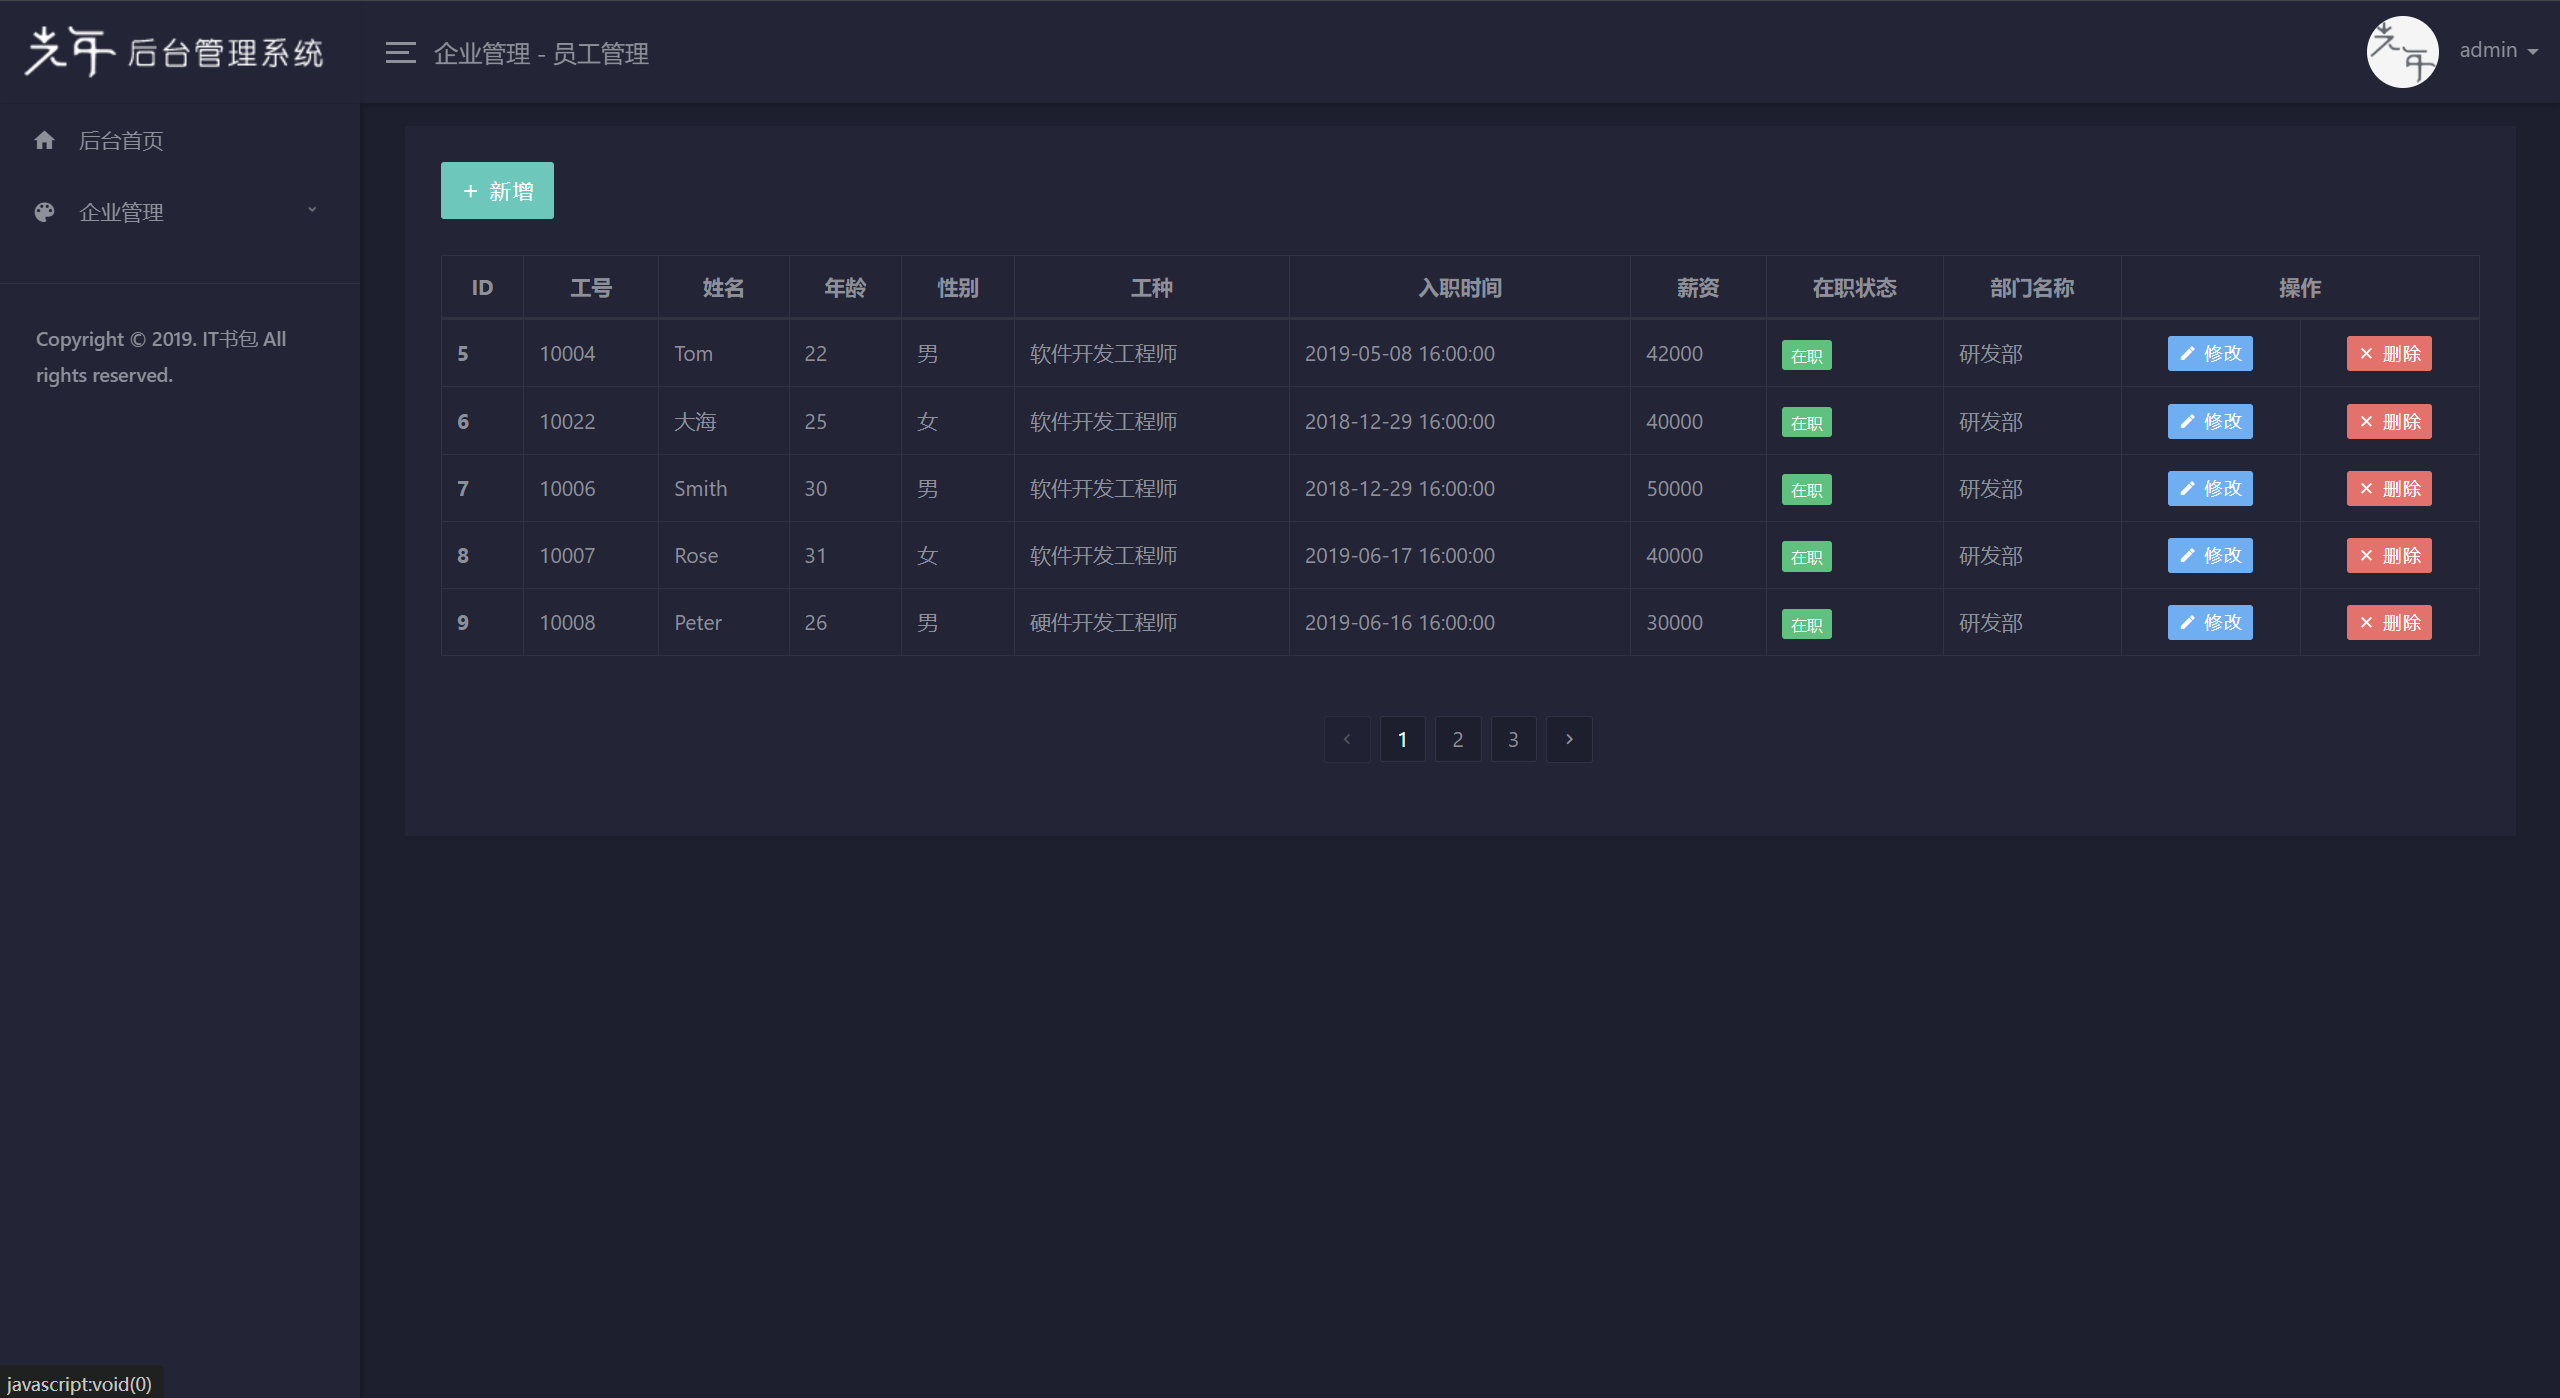 光年 后台管理系统
企业管理 - 员工管理
光年
admin
后台首页
企业管理
Copyright © 2019. IT书包 All
rights reserved.
+ 新增
ID 工号 姓名 年龄 性别 工种 入职时间 薪资 在职状态 部门名称 操作
5 10004 Tom 22 男 软件开发工程师 2019-05-08 16:00:00 42000 在职 研发部 修改 × 删除
6 10022 大海 25 女 软件开发工程师 2018-12-29 16:00:00 40000 在职 研发部 修改 × 删除
7 10006 Smith 30 男 软件开发工程师 2018-12-29 16:00:00 50000 在职 研发部 修改 × 删除
8 10007 Rose 31 女 软件开发工程师 2019-06-17 16:00:00 40000 在职 研发部 修改 × 删除
9 10008 Peter 26 男 硬件开发工程师 2019-06-16 16:00:00 30000 在职 研发部 修改 × 删除
‹ 1 2 3 ›
javascript:void(0)